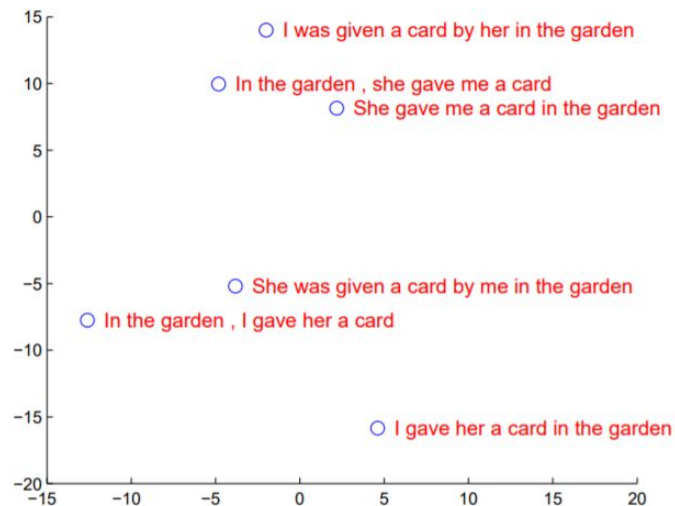 15
I was given a card by her in the garden
10
In the garden , she gave me a card
She gave me a card in the garden
5
0
−5
She was given a card by me in the garden
In the garden , I gave her a card
−10
−15
I gave her a card in the garden
−20
−15 −10 −5 0 5 10 15 20